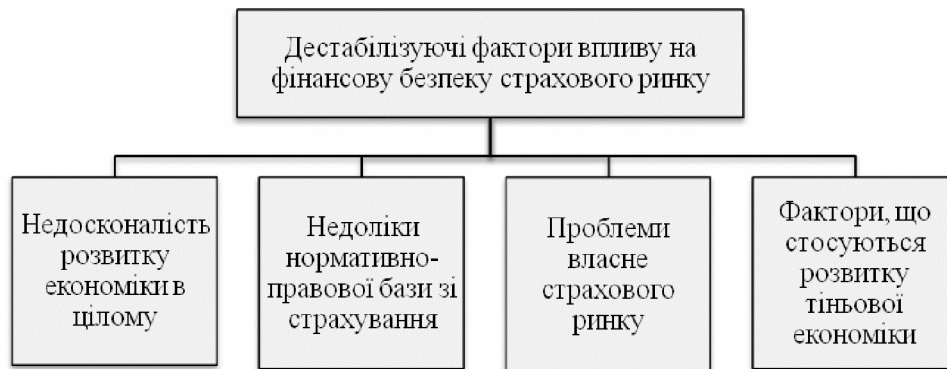 Дестабілізуючі фактори впливу на
фінансову безпеку страхового ринку
Недосконалість
розвитку
економіки в
цілому
Недоліки
нормативно-
правової бази зі
страхування
Проблеми
власне
страхового
ринку
Фактори, що
стосуються
розвитку
тіньової
економіки